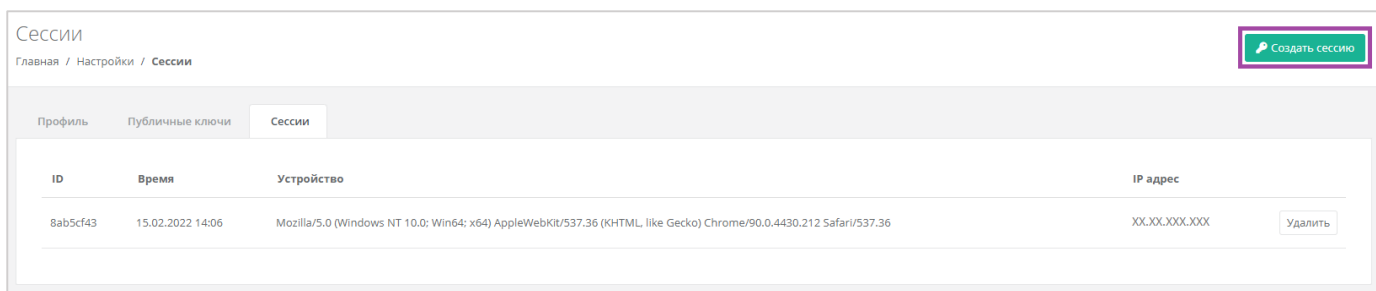 Сессии
Создать сессию
Главная / Настройки / Сессии
Профиль Публичные ключи Сессии
ID Время Устройство IP адрес
8ab5cf43 15.02.2022 14:06 Mozilla/5.0 (Windows NT 10.0; Win64; x64) AppleWebKit/537.36 (KHTML, like Gecko) Chrome/90.0.4430.212 Safari/537.36 XX.XX.XXX.XXX Удалить